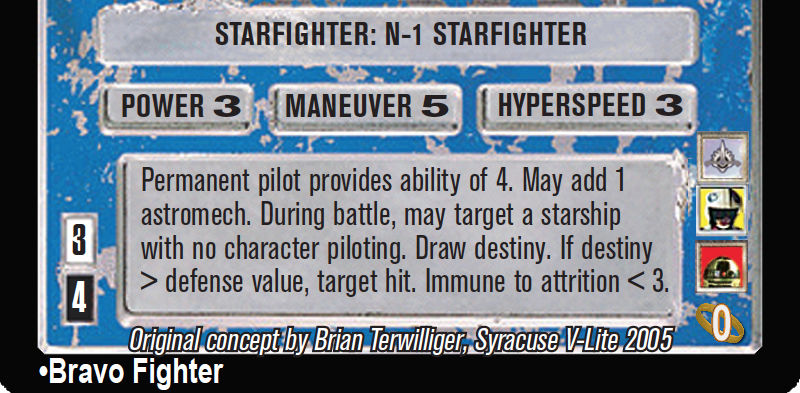 STARFIGHTER: N-1 STARFIGHTER
POWER 3 MANEUVER 5 HYPERSPEED 3
Permanent pilot provides ability of 4. May add 1
astromech. During battle, may target a starship
with no character piloting. Draw destiny. If destiny
> defense value, target hit. Immune to attrition < 3.
3
4
0
Original concept by Brian Terwilliger, Syracuse V-Lite 2005
•Bravo Fighter